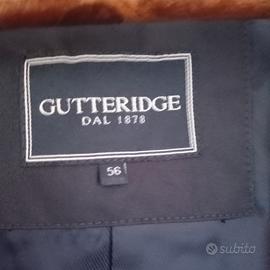 GUTTERIDGE
DAL 1878
56
subito